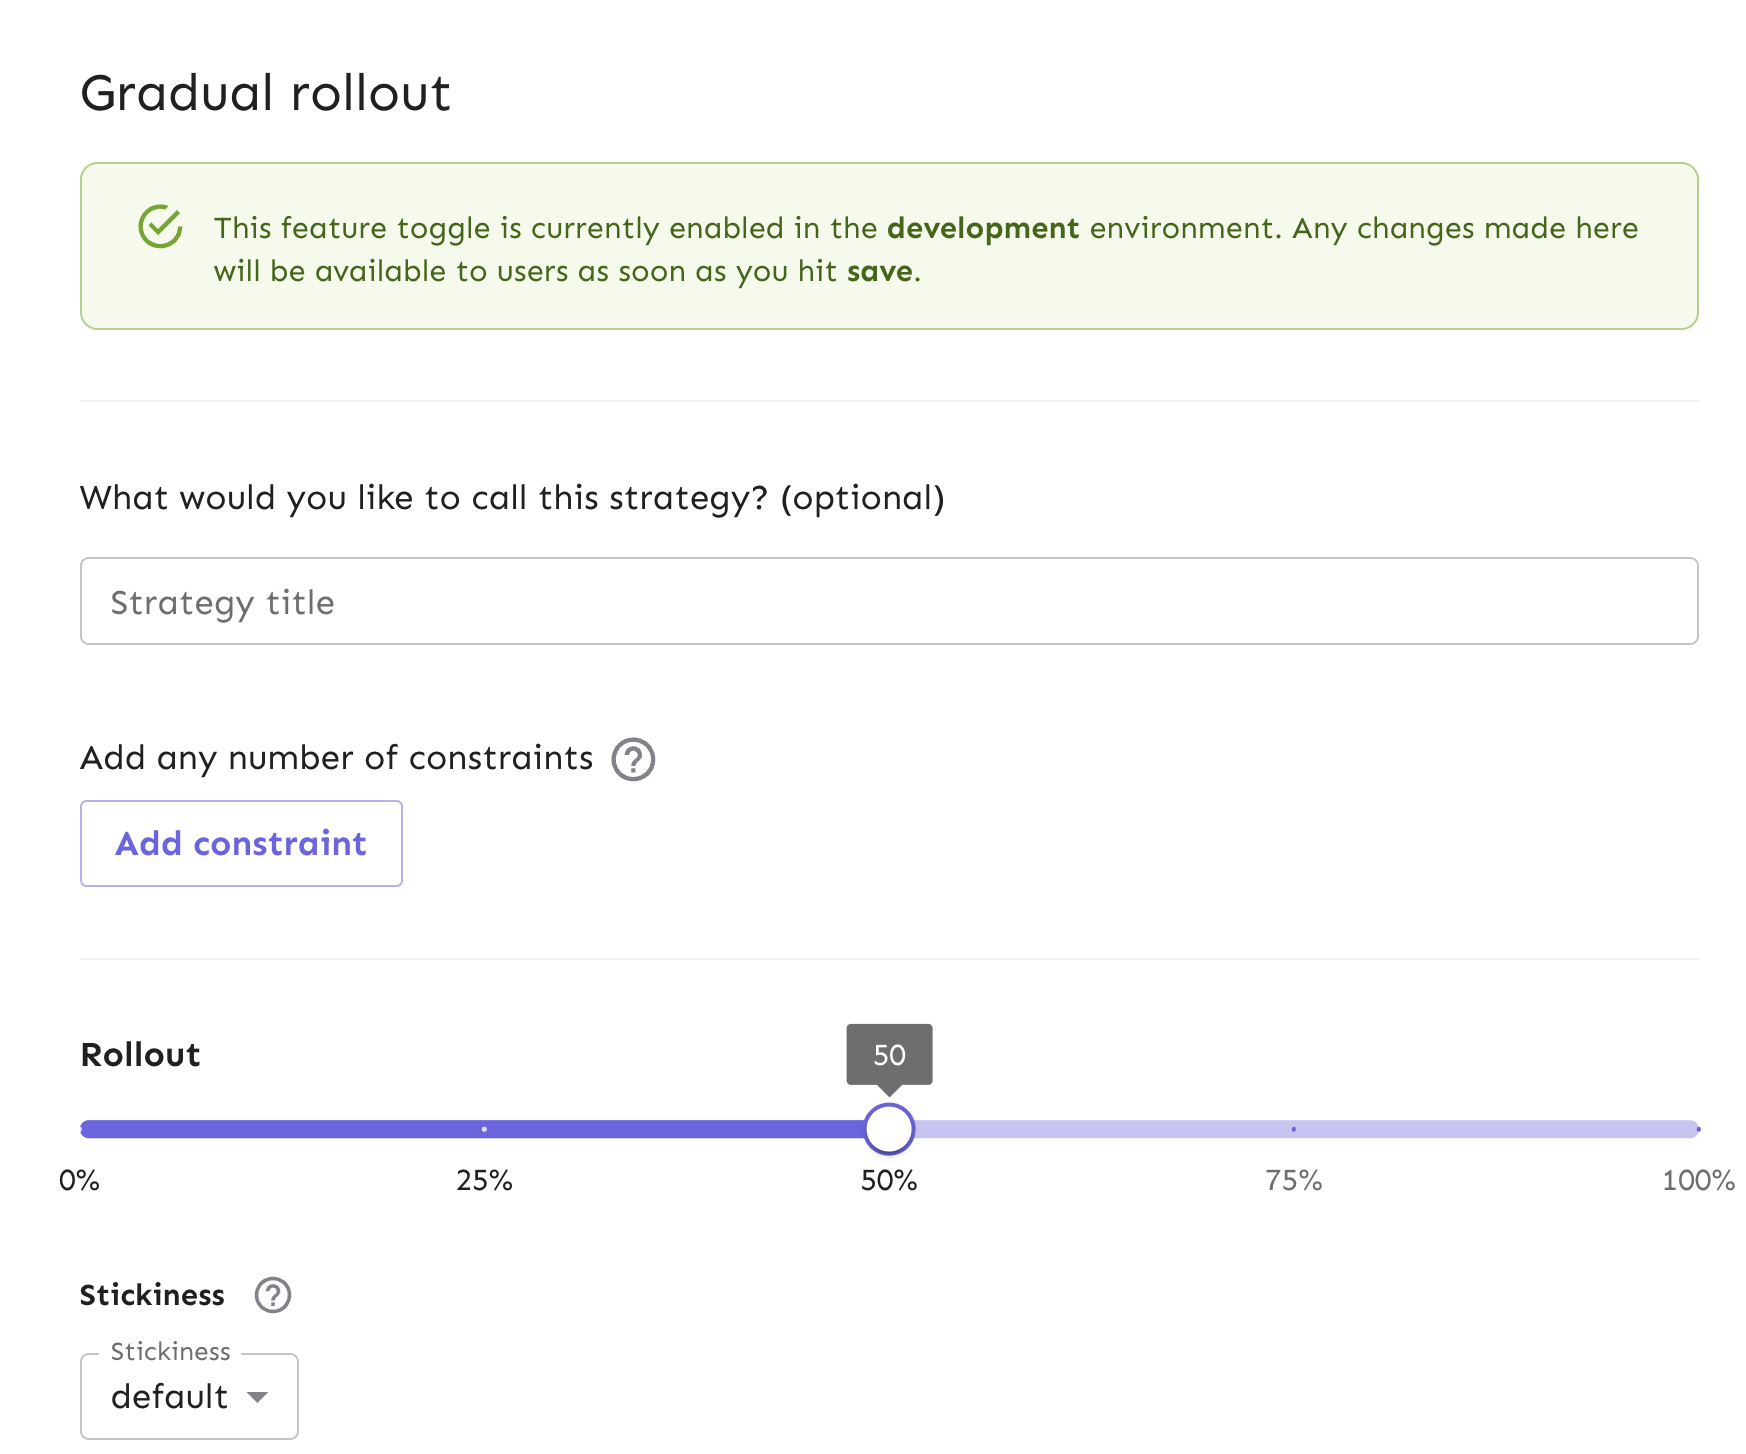 Gradual rollout
This feature toggle is currently enabled in the development environment. Any changes made here
will be available to users as soon as you hit save.
What would you like to call this strategy? (optional)
Strategy title
Add any number of constraints ?
Add constraint
Rollout
50
0% 25% 50% 75% 100%
Stickiness ?
Stickiness
default